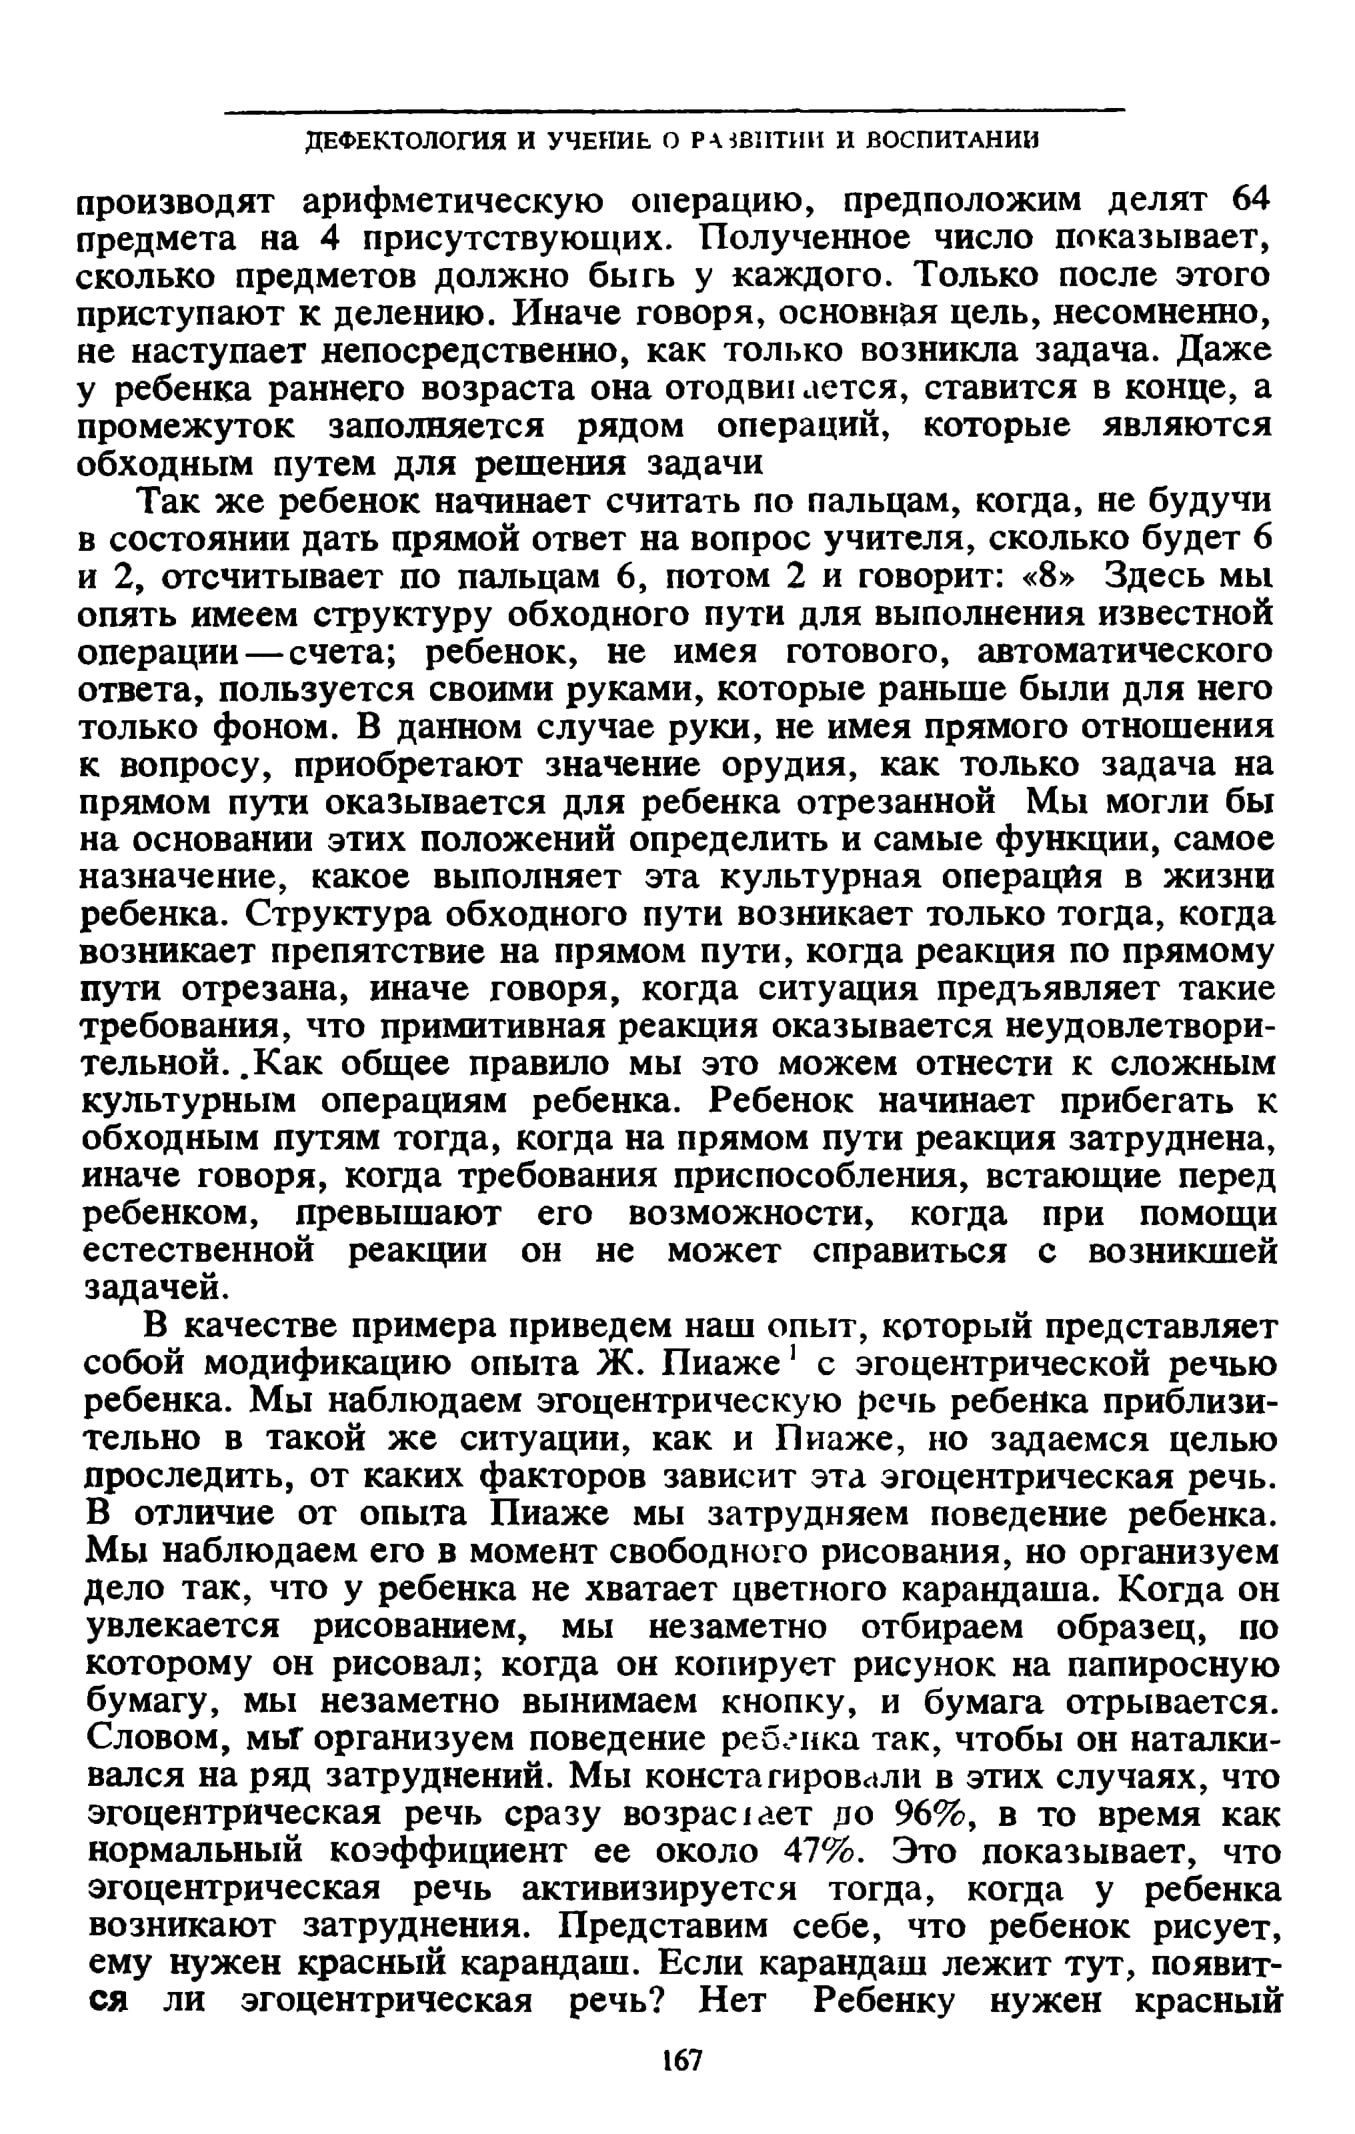 ДЕФЕКТОЛОГИЯ И УЧЕНИЕ О РАЗВИТИИ И ВОСПИТАНИИ
производят арифметическую операцию, предположим делят 64
предмета на 4 присутствующих. Полученное число показывает,
сколько предметов должно быть у каждого. Только после этого
приступают к делению. Иначе говоря, основная цель, несомненно,
не наступает непосредственно, как только возникла задача. Даже
у ребенка раннего возраста она отодвигается, ставится в конце, а
промежуток заполняется рядом операций, которые являются
обходным путем для решения задачи
Так же ребенок начинает считать по пальцам, когда, не будучи
в состоянии дать прямой ответ на вопрос учителя, сколько будет 6
и 2, отсчитывает по пальцам 6, потом 2 и говорит: «8» Здесь мы
опять имеем структуру обходного пути для выполнения известной
операции — счета; ребенок, не имея готового, автоматического
ответа, пользуется своими руками, которые раньше были для него
только фоном. В данном случае руки, не имея прямого отношения
к вопросу, приобретают значение орудия, как только задача на
прямом пути оказывается для ребенка отрезанной Мы могли бы
на основании этих положений определить и самые функции, самое
назначение, какое выполняет эта культурная операция в жизни
ребенка. Структура обходного пути возникает только тогда, когда
возникает препятствие на прямом пути, когда реакция по прямому
пути отрезана, иначе говоря, когда ситуация предъявляет такие
требования, что примитивная реакция оказывается неудовлетвори-
тельной. Как общее правило мы это можем отнести к сложным
культурным операциям ребенка. Ребенок начинает прибегать к
обходным путям тогда, когда на прямом пути реакция затруднена,
иначе говоря, когда требования приспособления, встающие перед
ребенком, превышают его возможности, когда при помощи
естественной реакции он не может справиться с возникшей
задачей.
В качестве примера приведем наш опыт, который представляет
собой модификацию опыта Ж. Пиаже¹ с эгоцентрической речью
ребенка. Мы наблюдаем эгоцентрическую речь ребенка приблизи-
тельно в такой же ситуации, как и Пиаже, но задаемся целью
проследить, от каких факторов зависит эта эгоцентрическая речь.
В отличие от опыта Пиаже мы затрудняем поведение ребенка.
Мы наблюдаем его в момент свободного рисования, но организуем
дело так, что у ребенка не хватает цветного карандаша. Когда он
увлекается рисованием, мы незаметно отбираем образец, по
которому он рисовал; когда он копирует рисунок на папиросную
бумагу, мы незаметно вынимаем кнопку, и бумага отрывается.
Словом, мы организуем поведение ребенка так, чтобы он наталки-
вался на ряд затруднений. Мы констатировали в этих случаях, что
эгоцентрическая речь сразу возрастает до 96%, в то время как
нормальный коэффициент ее около 47%. Это показывает, что
эгоцентрическая речь активизируется тогда, когда у ребенка
возникают затруднения. Представим себе, что ребенок рисует,
ему нужен красный карандаш. Если карандаш лежит тут, появит-
ся ли эгоцентрическая речь? Нет Ребенку нужен красный
167